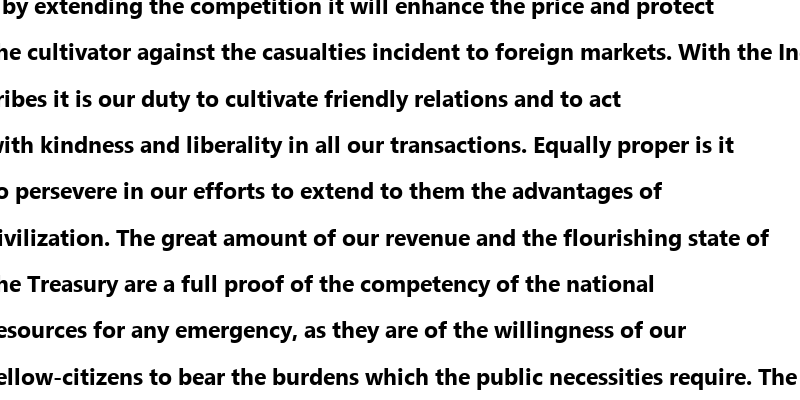 by extending the competition it will enhance the price and protect
he cultivator against the casualties incident to foreign markets. With the In
ribes it is our duty to cultivate friendly relations and to act
with kindness and liberality in all our transactions. Equally proper is it
o persevere in our efforts to extend to them the advantages of
ivilization. The great amount of our revenue and the flourishing state of
he Treasury are a full proof of the competency of the national
esources for any emergency, as they are of the willingness of our
ellow-citizens to bear the burdens which the public necessities require. The